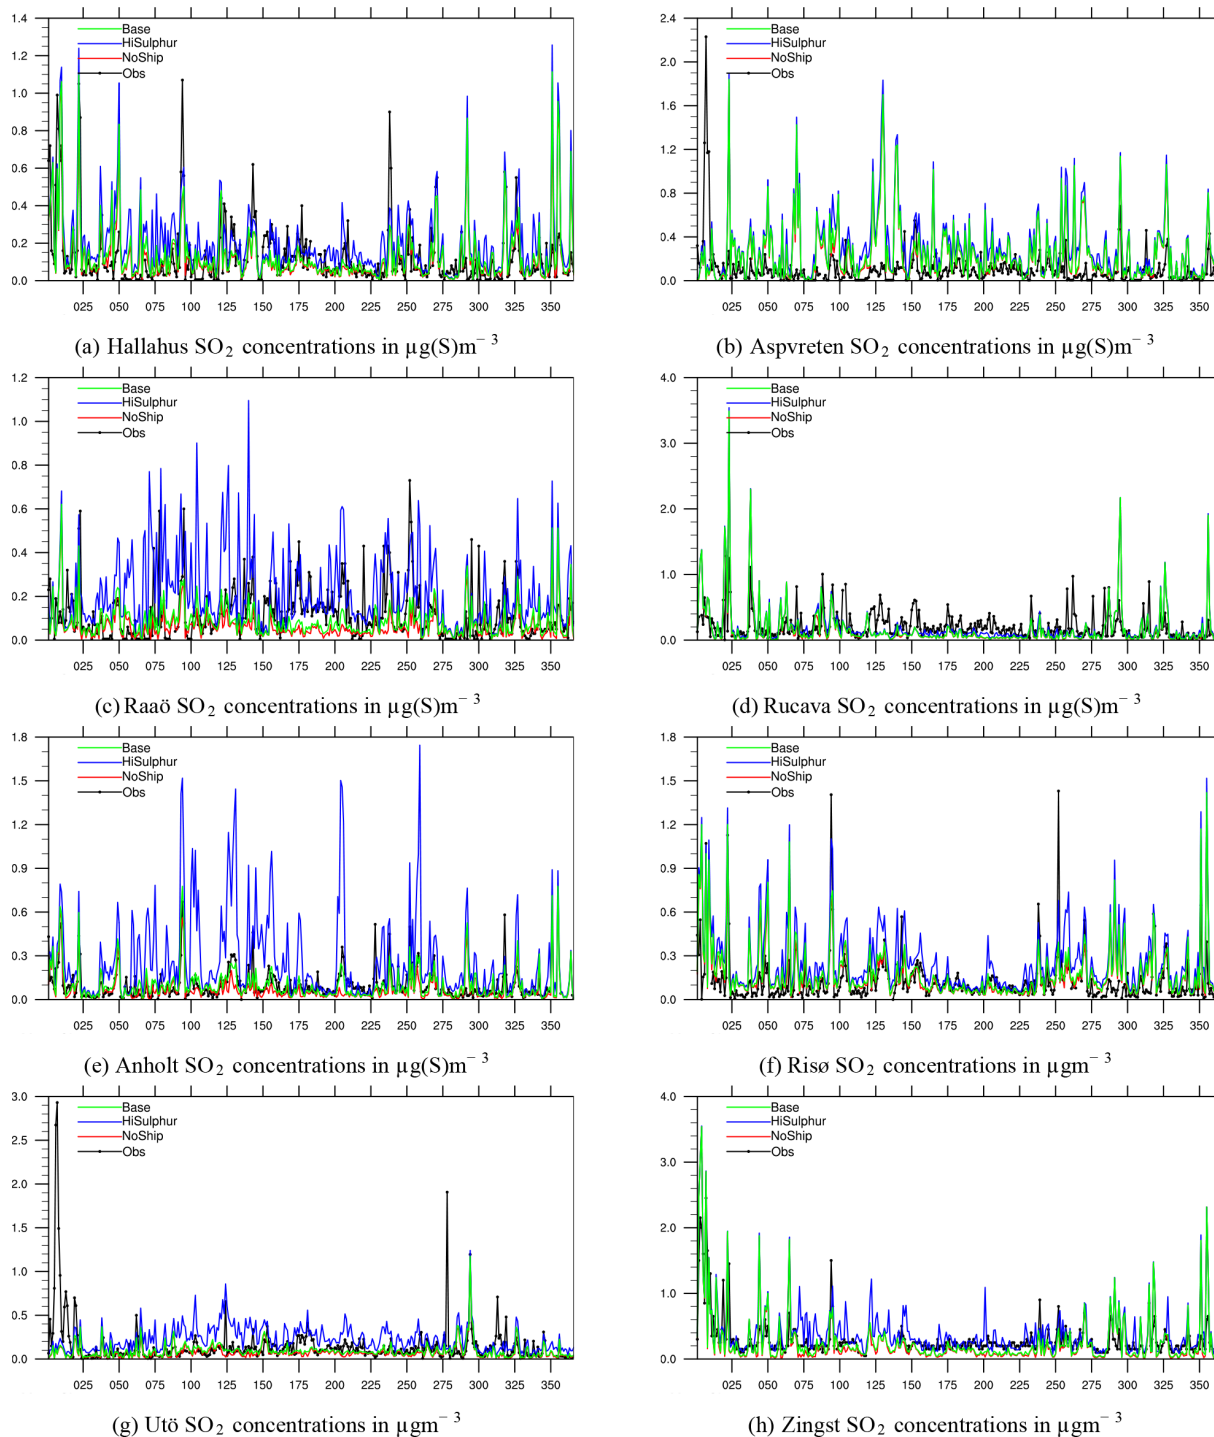 1.4
1.2
1.0
0.8
0.6
0.4
0.2
0.0
Base
HiSulphur
NoShip
Obs
025 050 075 100 125 150 175 200 225 250 275 300 325 350
(a) Hallahus SO2 concentrations in µg(S)m− 3
2.4
2.0
1.6
1.2
0.8
0.4
0.0
Base
HiSulphur
NoShip
Obs
025 050 075 100 125 150 175 200 225 250 275 300 325 350
(b) Aspvreten SO2 concentrations in µg(S)m− 3
1.2
1.0
0.8
0.6
0.4
0.2
0.0
Base
HiSulphur
NoShip
Obs
025 050 075 100 125 150 175 200 225 250 275 300 325 350
(c) Raaö SO2 concentrations in µg(S)m− 3
4.0
3.0
2.0
1.0
0.0
Base
HiSulphur
NoShip
Obs
025 050 075 100 125 150 175 200 225 250 275 300 325 350
(d) Rucava SO2 concentrations in µg(S)m− 3
1.8
1.5
1.2
0.9
0.6
0.3
0.0
Base
HiSulphur
NoShip
Obs
025 050 075 100 125 150 175 200 225 250 275 300 325 350
(e) Anholt SO2 concentrations in µg(S)m− 3
1.8
1.5
1.2
0.9
0.6
0.3
0.0
Base
HiSulphur
NoShip
Obs
025 050 075 100 125 150 175 200 225 250 275 300 325 350
(f) Risø SO2 concentrations in µgm− 3
3.0
2.5
2.0
1.5
1.0
0.5
0.0
Base
HiSulphur
NoShip
Obs
025 050 075 100 125 150 175 200 225 250 275 300 325 350
(g) Utö SO2 concentrations in µgm− 3
4.0
3.0
2.0
1.0
0.0
Base
HiSulphur
NoShip
Obs
025 050 075 100 125 150 175 200 225 250 275 300 325 350
(h) Zingst SO2 concentrations in µgm− 3